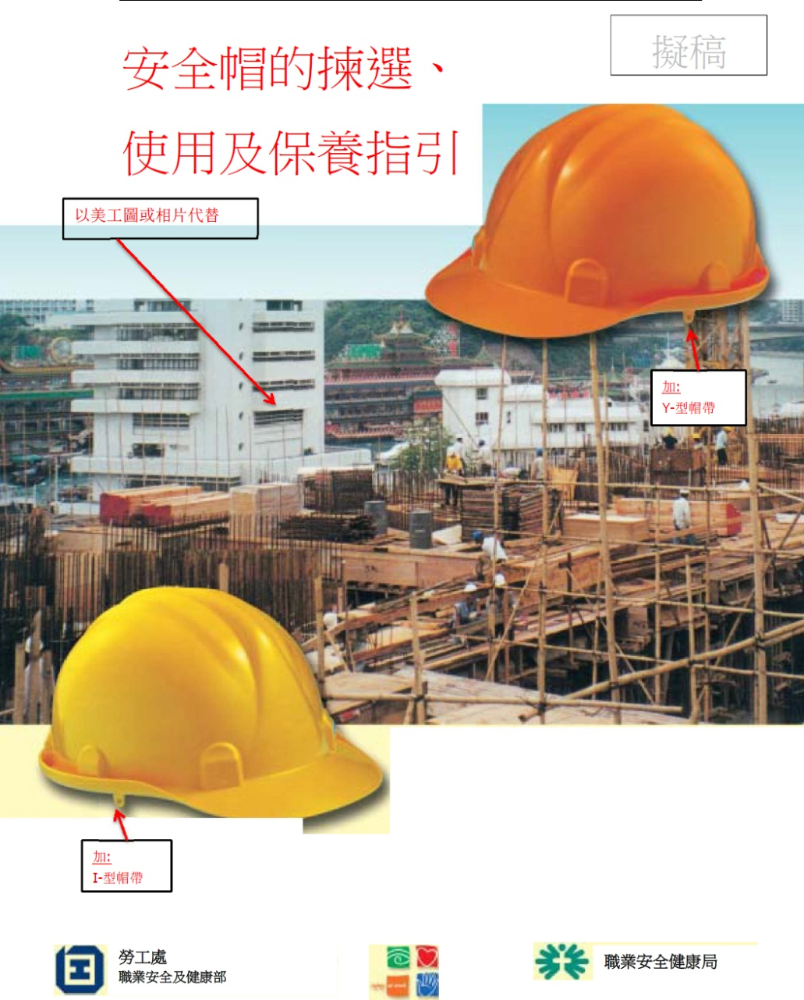 擬稿
安全帽的揀選、
使用及保養指引
以美工圖或相片代替
加:
Y-型帽帶
加:
I-型帽帶
勞工處
職業安全及健康部
職業安全健康局